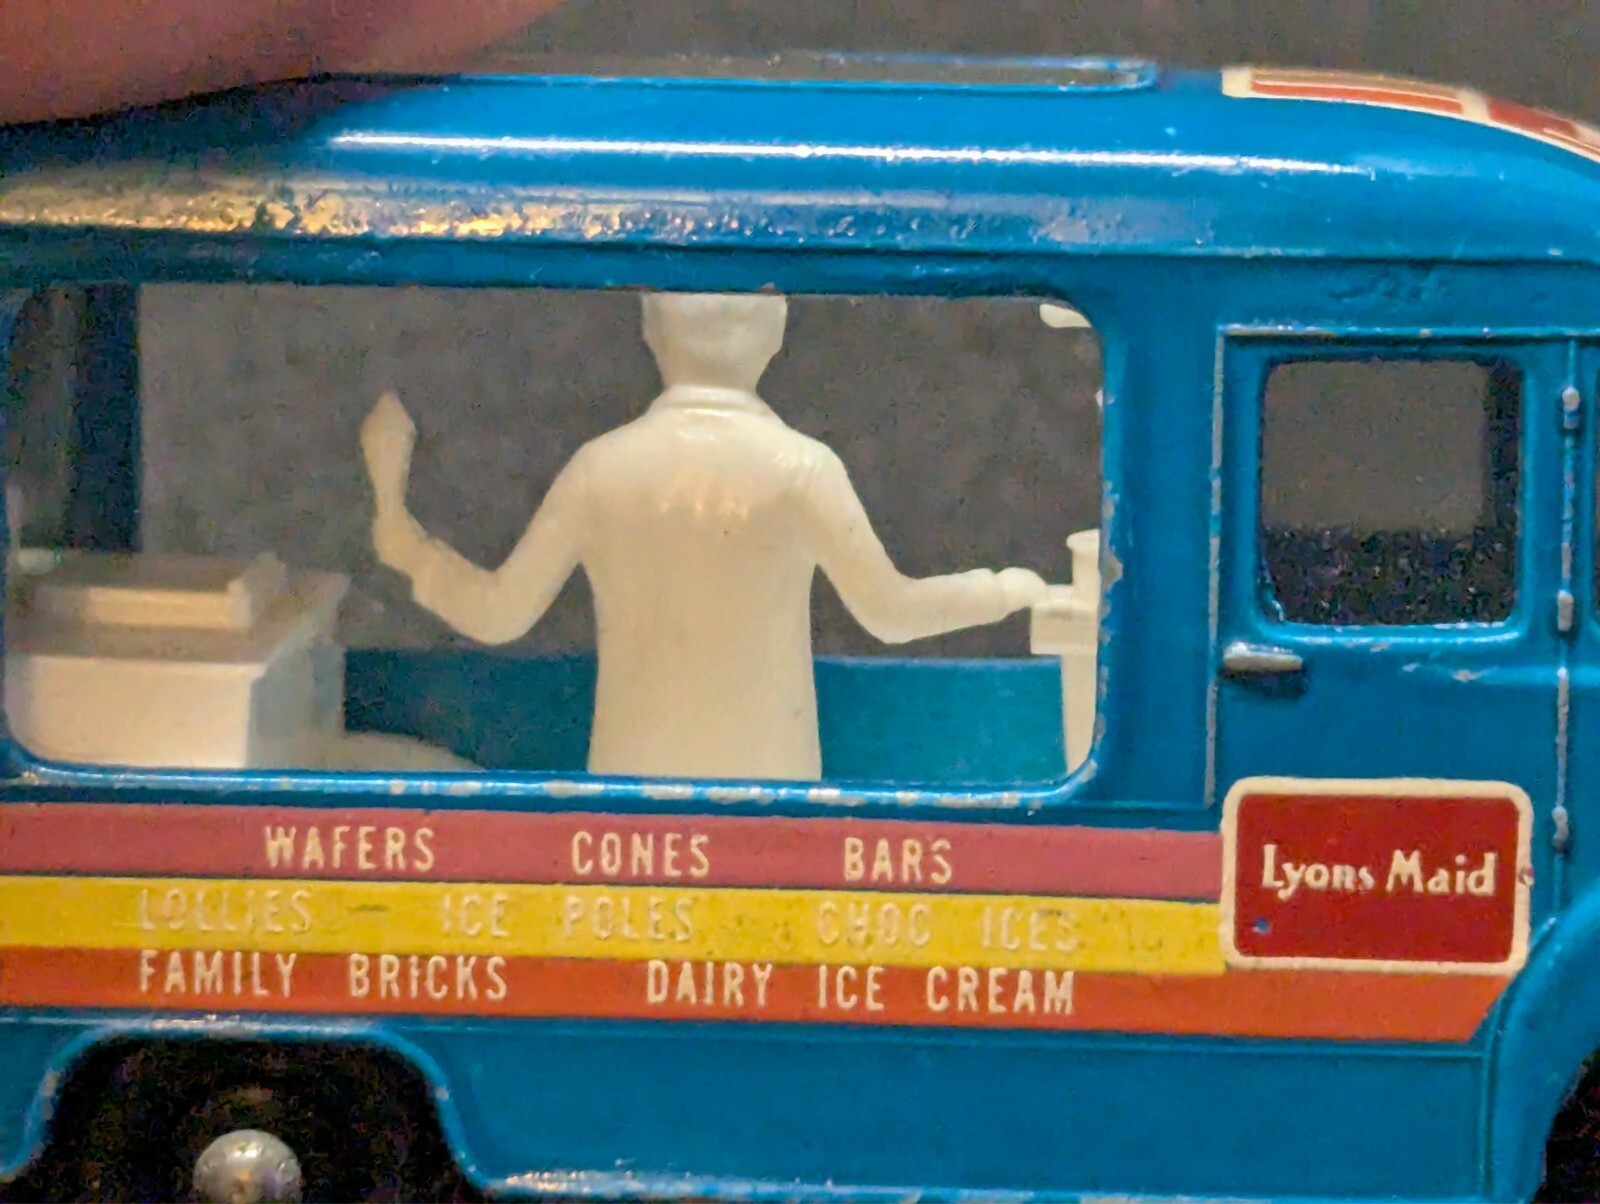 WAFERS CONES BARS
LOLLIES - ICE POLES CHOC ICES
FAMILY BRICKS DAIRY ICE CREAM
Lyons Maid